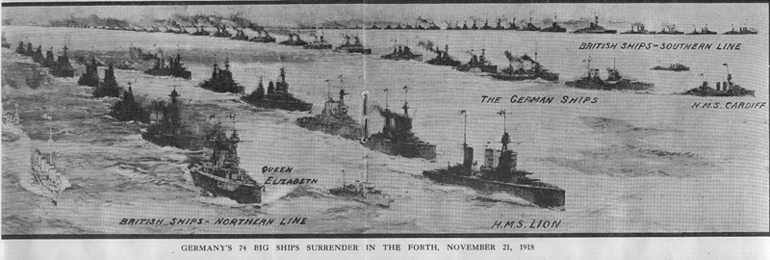 BRITISH SHIPS-SOUTHERN LINE
THE GERMAN SHIPS
H.M.S. CARDIFF
QUEEN
ELIZABETH
BRITISH SHIPS-NORTHERN LINE
H.M.S. LION
GERMANY'S 74 BIG SHIPS SURRENDER IN THE FORTH, NOVEMBER 21, 1918